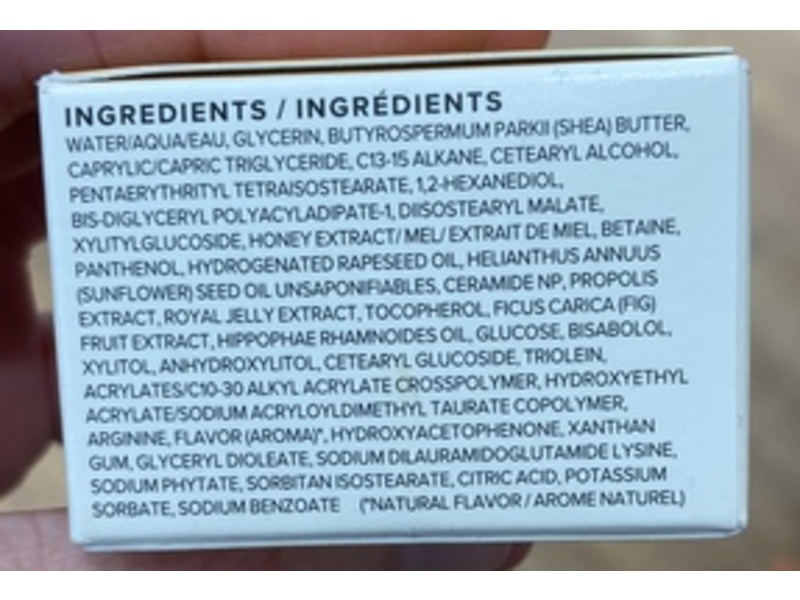 INGREDIENTS / INGRÉDIENTS
WATER/AQUA/EAU, GLYCERIN, BUTYROSPERMUM PARKII (SHEA) BUTTER,
CAPRYLIC/CAPRIC TRIGLYCERIDE, C13-15 ALKANE, CETEARYL ALCOHOL,
PENTAERYTHRITYL TETRAISOSTEARATE, 1,2-HEXANEDIOL,
BIS-DIGLYCERYL POLYACYLADIPATE-1, DIISOSTEARYL MALATE,
XYLITYLGLUCOSIDE, HONEY EXTRACT/ MEL/ EXTRAIT DE MIEL, BETAINE,
PANTHENOL, HYDROGENATED RAPESEED OIL, HELIANTHUS ANNUUS
(SUNFLOWER) SEED OIL UNSAPONIFIABLES, CERAMIDE NP, PROPOLIS
EXTRACT, ROYAL JELLY EXTRACT, TOCOPHEROL, FICUS CARICA (FIG)
FRUIT EXTRACT, HIPPOPHAE RHAMNOIDES OIL, GLUCOSE, BISABOLOL,
XYLITOL, ANHYDROXYLITOL, CETEARYL GLUCOSIDE, TRIOLEIN,
ACRYLATES/C10-30 ALKYL ACRYLATE CROSSPOLYMER, HYDROXYETHYL
ACRYLATE/SODIUM ACRYLOYLDIMETHYL TAURATE COPOLYMER,
ARGININE, FLAVOR (AROMA)*, HYDROXYACETOPHENONE, XANTHAN
GUM, GLYCERYL DIOLEATE, SODIUM DILAURAMIDOGLUTAMIDE LYSINE,
SODIUM PHYTATE, SORBITAN ISOSTEARATE, CITRIC ACID, POTASSIUM
SORBATE, SODIUM BENZOATE (*NATURAL FLAVOR / AROME NATUREL)